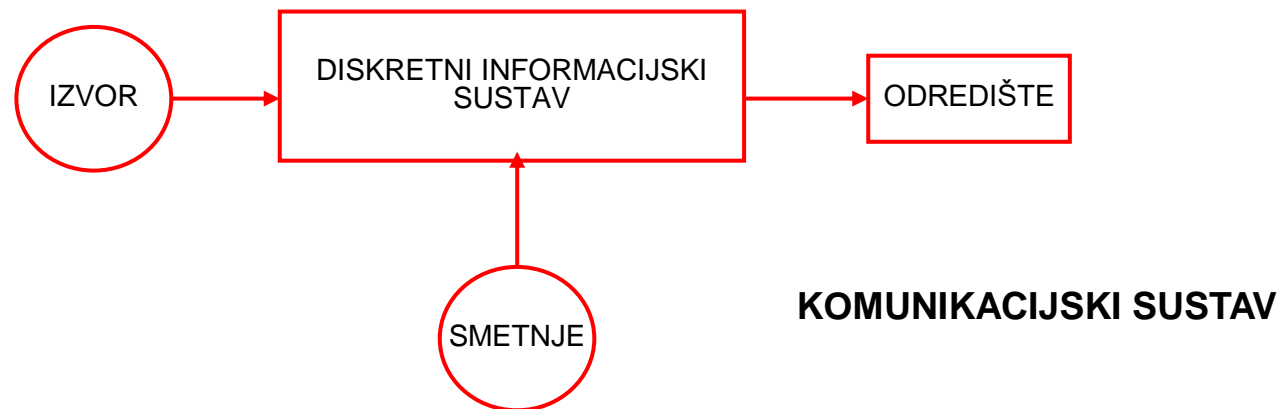 IZVOR
DISKRETNI INFORMACIJSKI
SUSTAV
ODREDIŠTE
SMETNJE
KOMUNIKACIJSKI SUSTAV